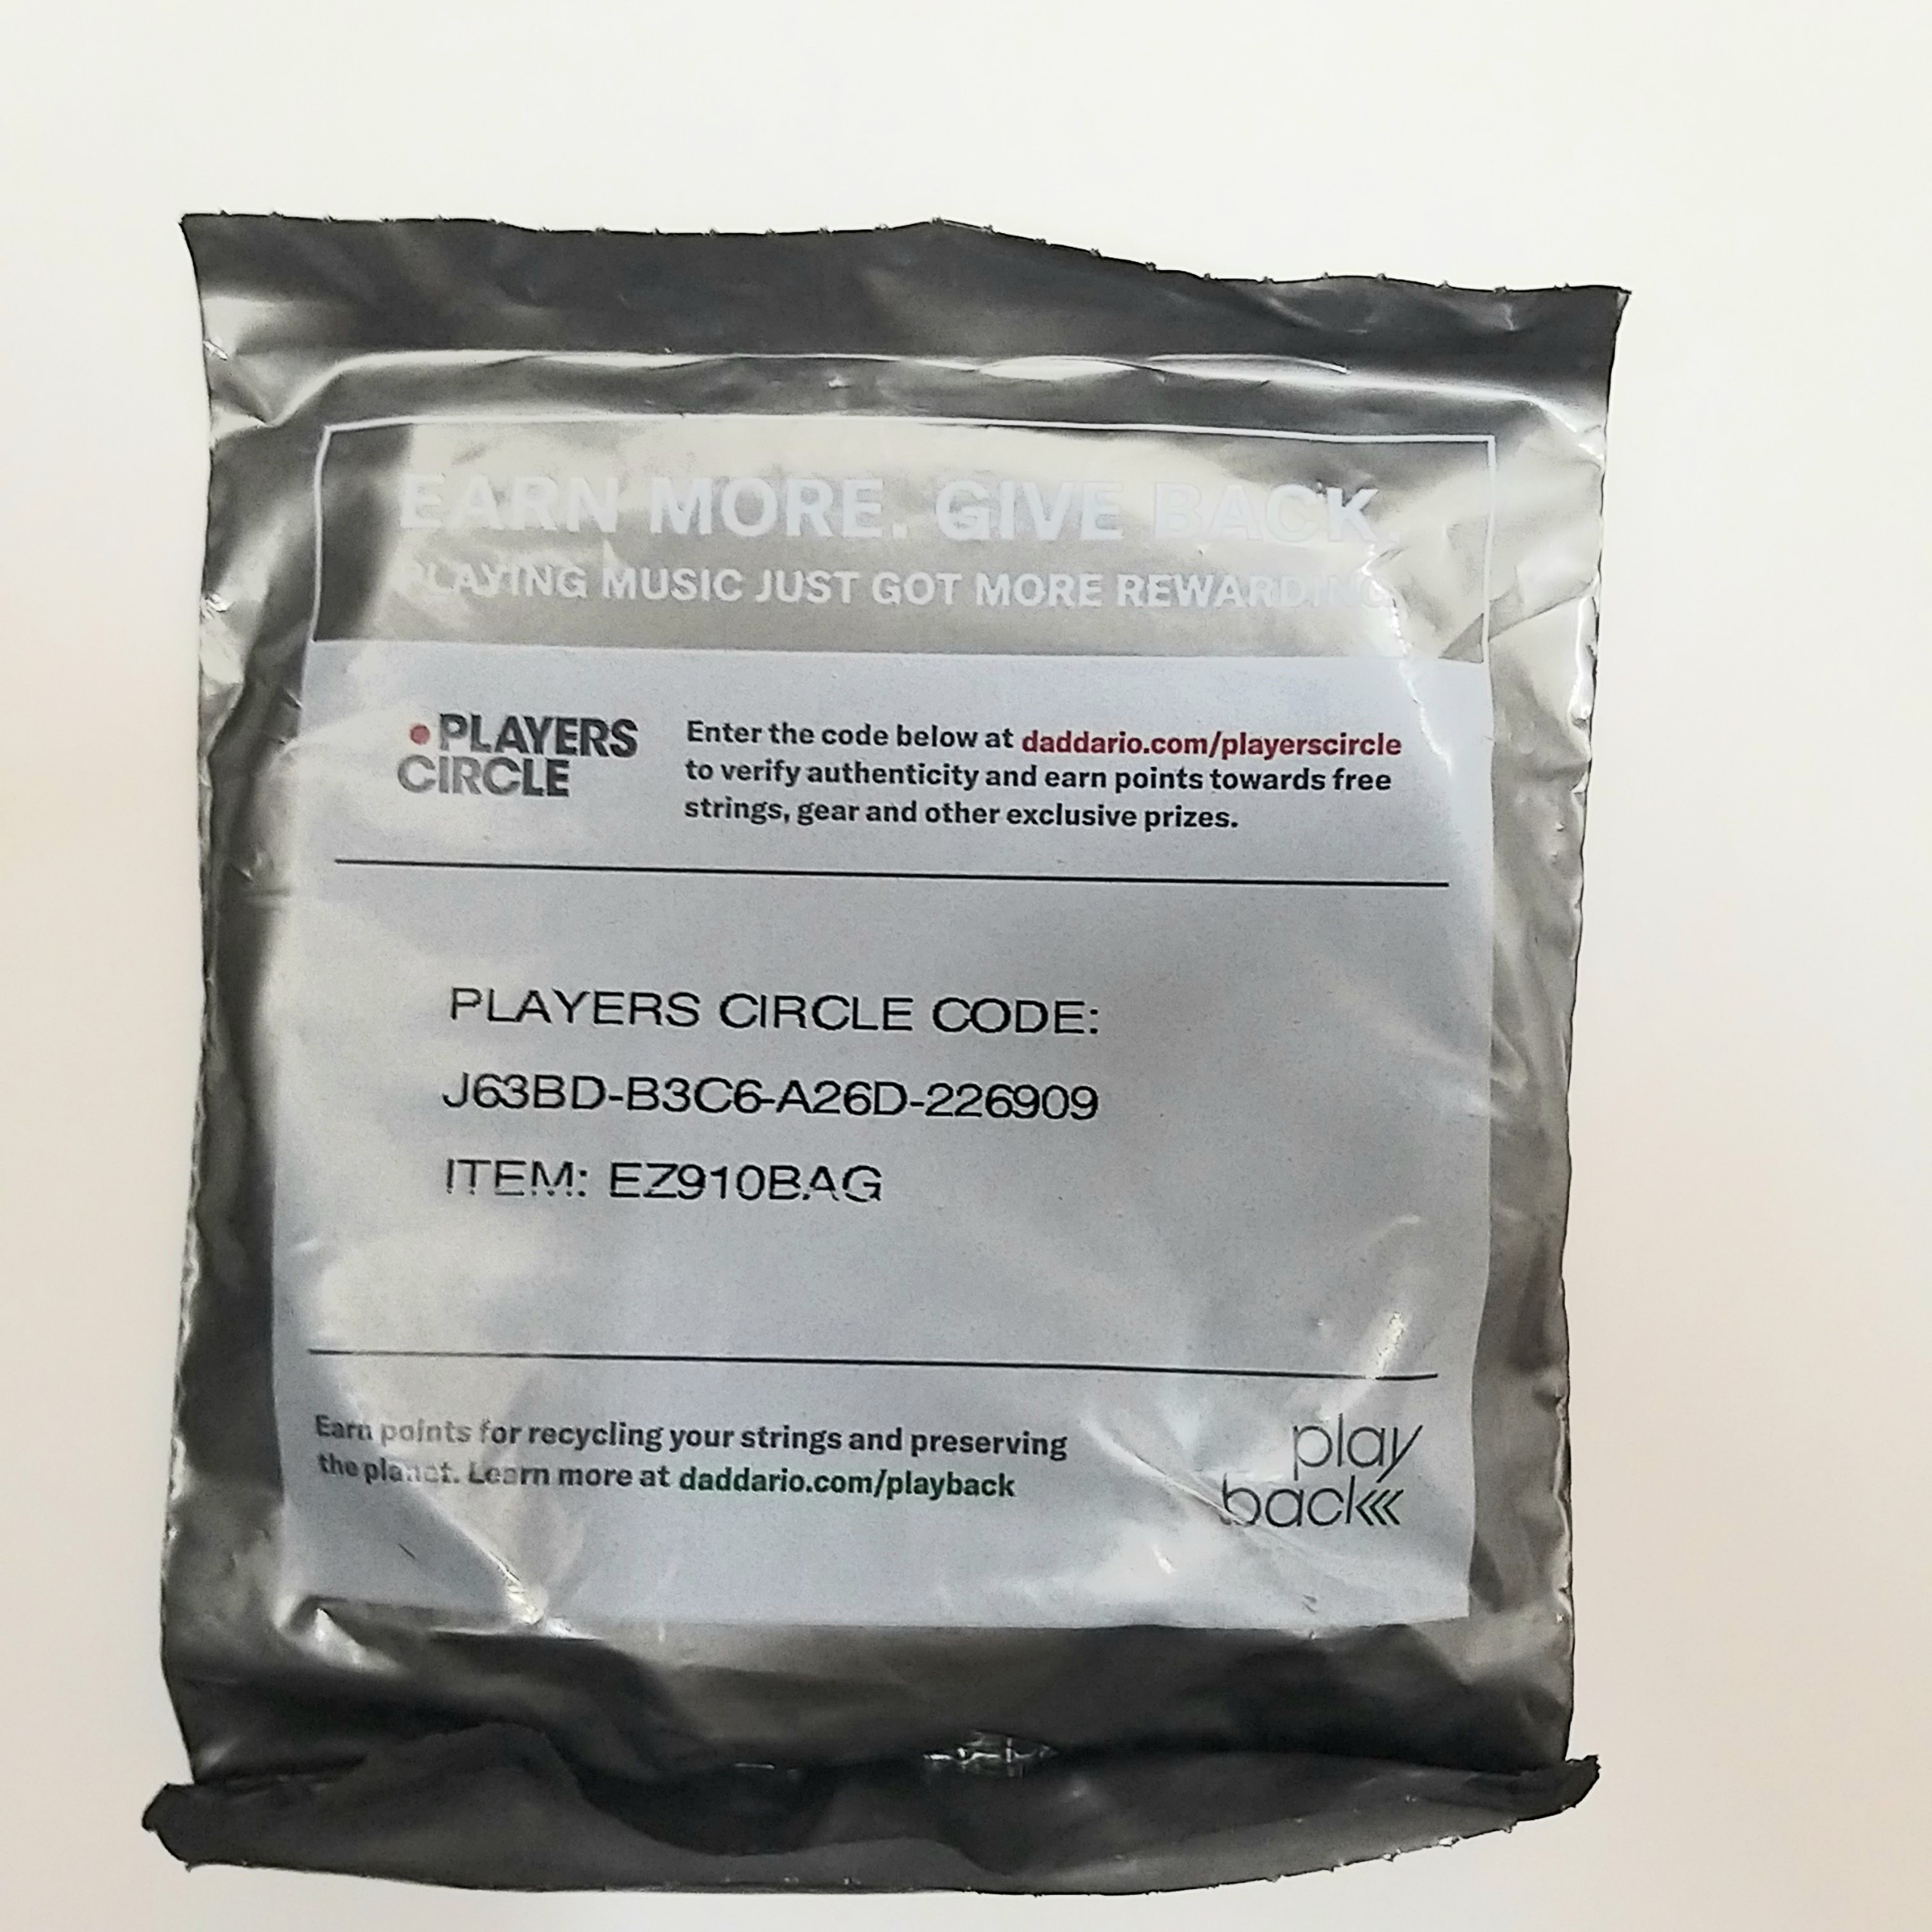 EARN MORE. GIVE BACK.
PLAYING MUSIC JUST GOT MORE REWARDING.
PLAYERS
CIRCLE
Enter the code below at daddario.com/playerscircle
to verify authenticity and earn points towards free
strings, gear and other exclusive prizes.
PLAYERS CIRCLE CODE:
J63BD-B3C6-A26D-226909
ITEM: EZ910BAG
Earn points for recycling your strings and preserving
the planet. Learn more at daddario.com/playback
play
back